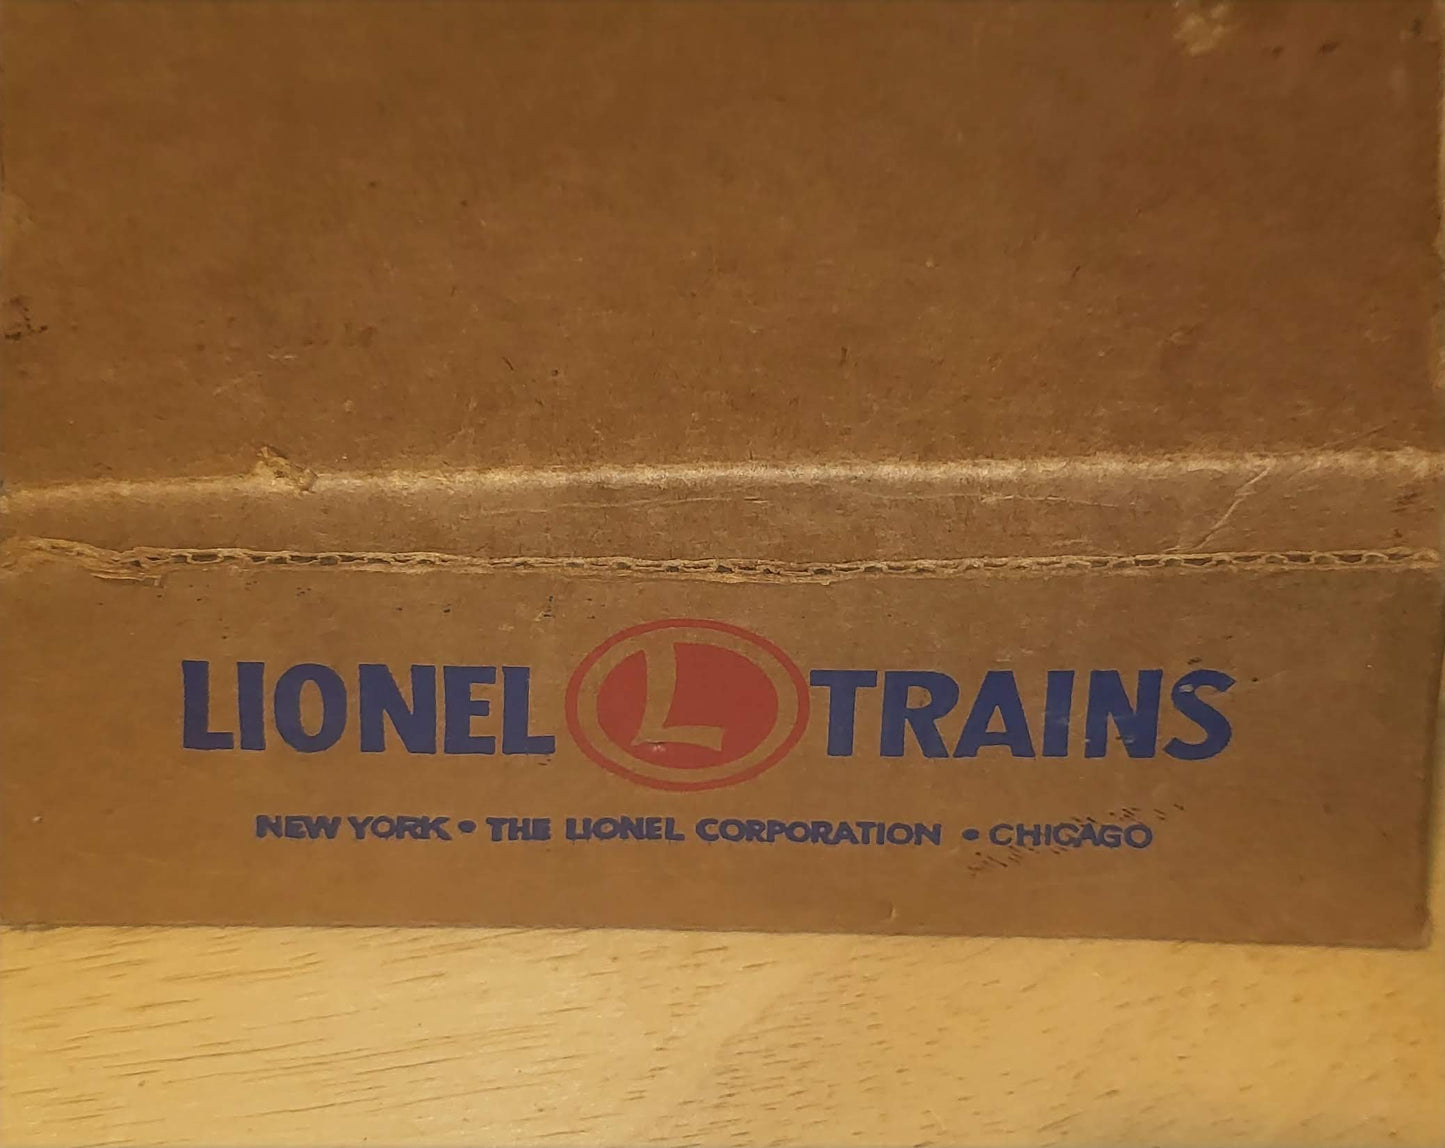 LIONEL L TRAINS
NEW YORK • THE LIONEL CORPORATION • CHICAGO